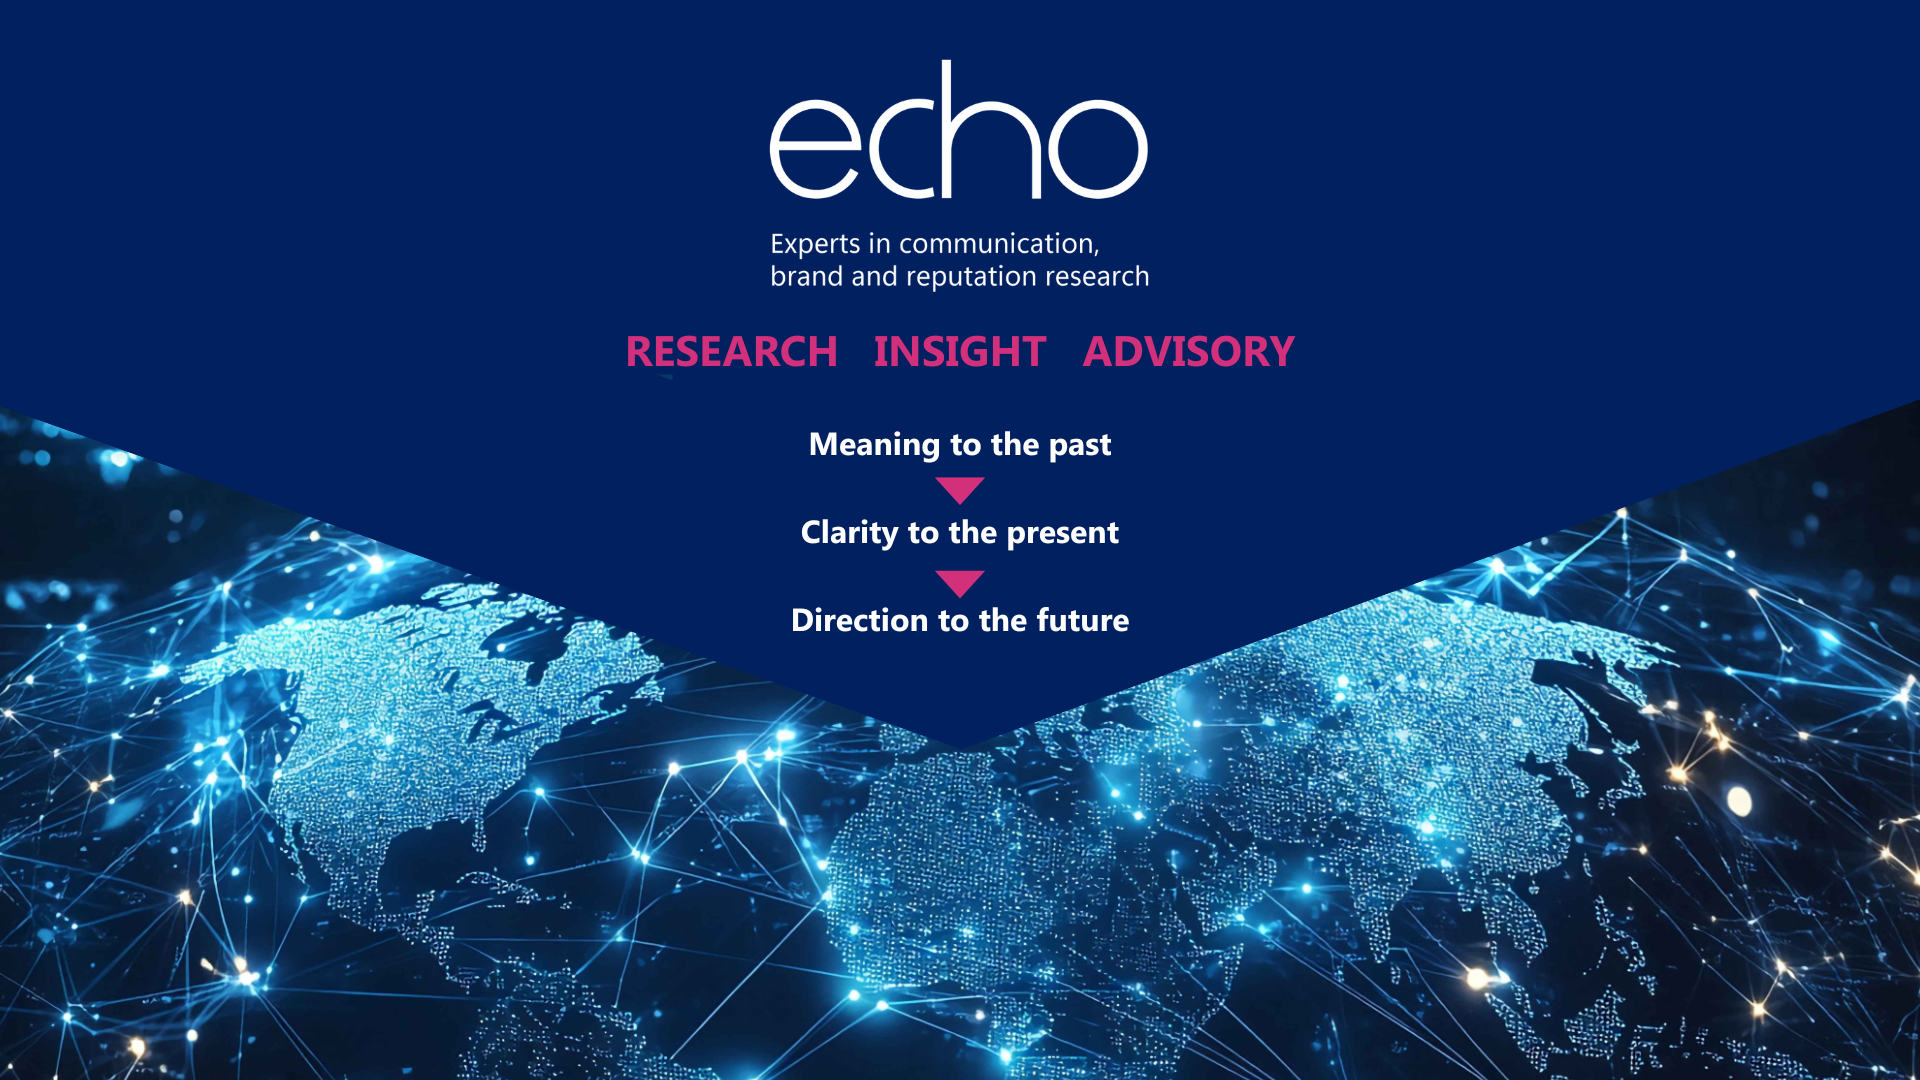 echo
Experts in communication,
brand and reputation research
RESEARCH INSIGHT ADVISORY
Meaning to the past
Clarity to the present
Direction to the future